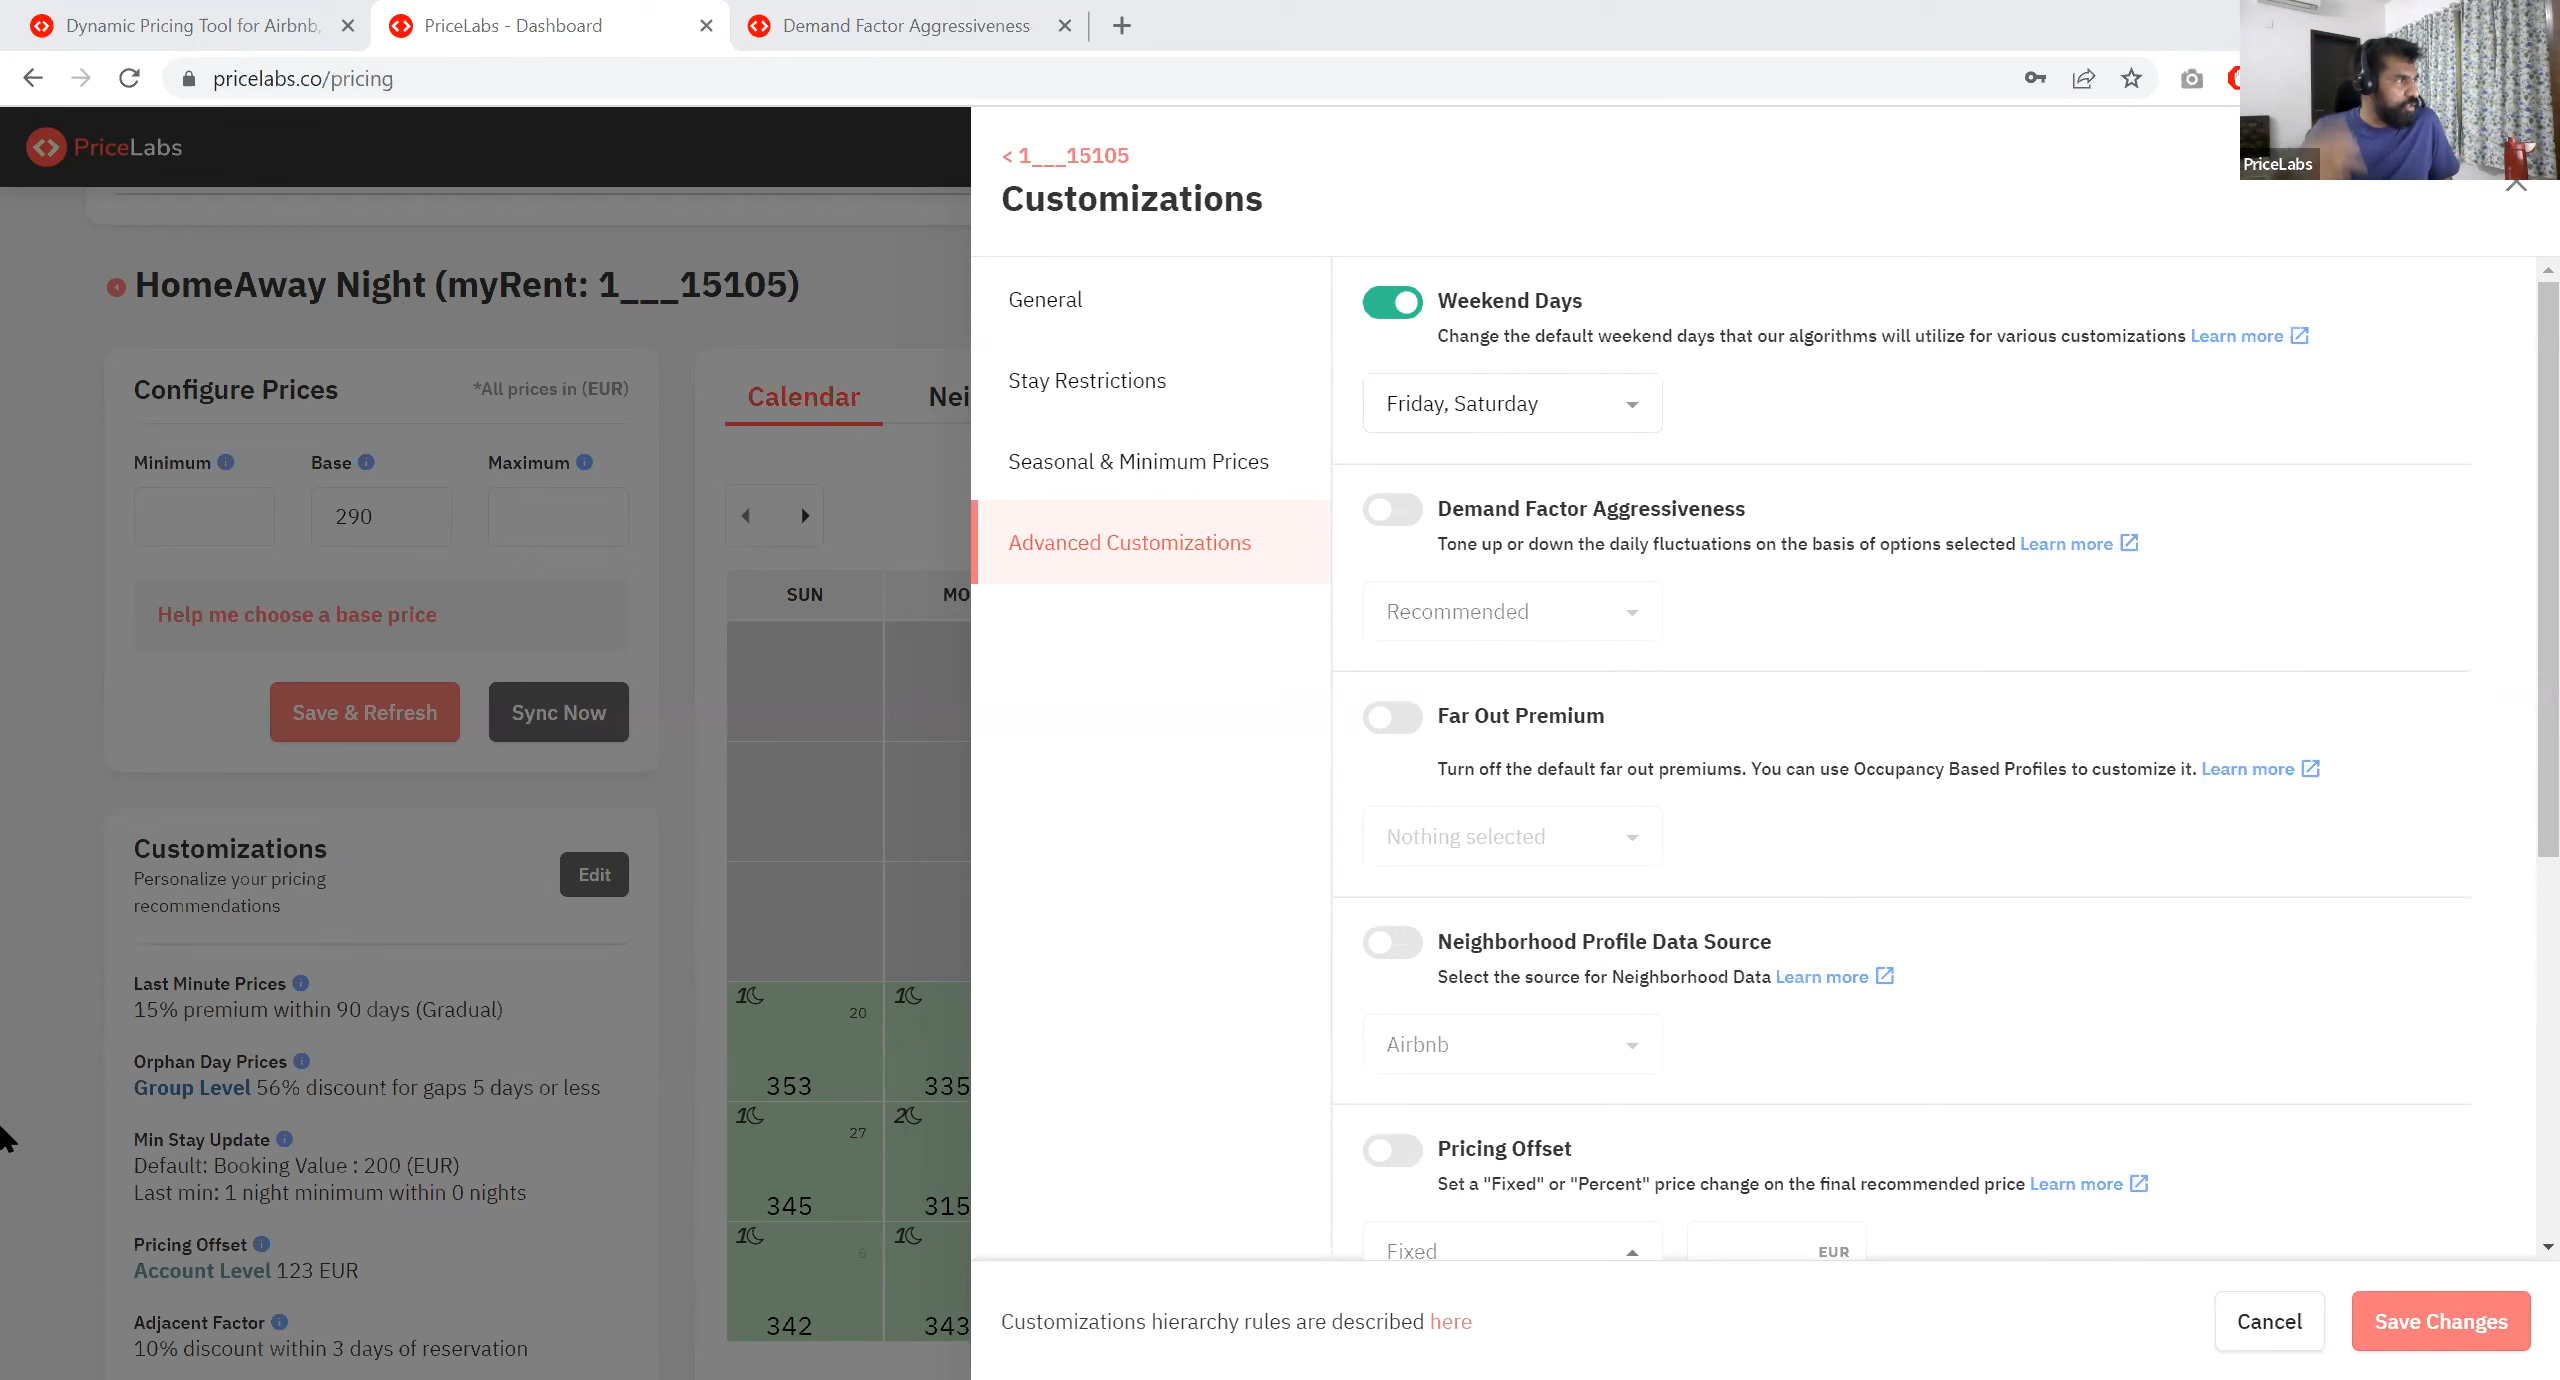 Dynamic Pricing Tool for Airbnb,
PriceLabs - Dashboard
Demand Factor Aggressiveness
pricelabs.co/pricing
PriceLabs
PriceLabs
< 1___15105
Customizations
HomeAway Night (myRent: 1___15105)
Configure Prices
*All prices in (EUR)
Minimum
Base
Maximum
290
Help me choose a base price
Save & Refresh
Sync Now
Customizations
Personalize your pricing
recommendations
Edit
Last Minute Prices
15% premium within 90 days (Gradual)
Orphan Day Prices
Group Level 56% discount for gaps 5 days or less
Min Stay Update
Default: Booking Value : 200 (EUR)
Last min: 1 night minimum within 0 nights
Pricing Offset
Account Level 123 EUR
Adjacent Factor
10% discount within 3 days of reservation
Calendar
Nei
SUN
MO
1
20
353
1
335
1
27
345
2
315
1
6
342
1
343
General
Stay Restrictions
Seasonal & Minimum Prices
Advanced Customizations
Weekend Days
Change the default weekend days that our algorithms will utilize for various customizations Learn more
Friday, Saturday
Demand Factor Aggressiveness
Tone up or down the daily fluctuations on the basis of options selected Learn more
Recommended
Far Out Premium
Turn off the default far out premiums. You can use Occupancy Based Profiles to customize it. Learn more
Nothing selected
Neighborhood Profile Data Source
Select the source for Neighborhood Data Learn more
Airbnb
Pricing Offset
Set a "Fixed" or "Percent" price change on the final recommended price Learn more
Fixed
EUR
Customizations hierarchy rules are described here
Cancel
Save Changes